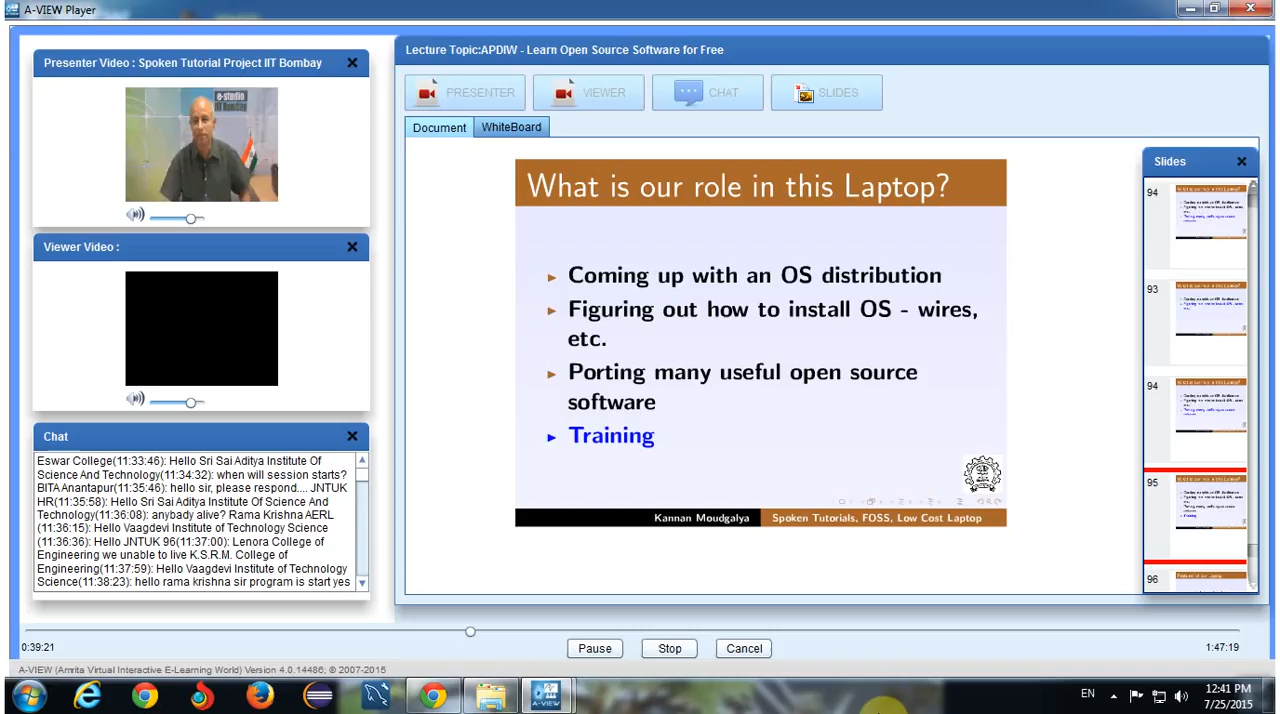 A-VIEW Player
Presenter Video : Spoken Tutorial Project IIT Bombay
e-studio
IIT Bombay
Viewer Video :
Chat
Eswar College(11:33:46): Hello Sri Sai Aditya Institute Of
Science And Technology(11:34:32): when will session starts?
BITA Anantapur(11:35:46): hello sir, please respond.... JNTUK
HR(11:35:58): Hello Sri Sai Aditya Institute Of Science And
Technology(11:36:08): anybady alive? Rama Krishna AERL
(11:36:15): Hello Vaagdevi Institute of Technology Science
(11:36:36): Hello JNTUK 96(11:37:00): Lenora College of
Engineering we unable to live K.S.R.M. College of
Engineering(11:37:59): Hello Vaagdevi Institute of Technology
Science(11:38:23): hello rama krishna sir program is start yes
Lecture Topic:APDIW - Learn Open Source Software for Free
PRESENTER
VIEWER
CHAT
SLIDES
Document
WhiteBoard
What is our role in this Laptop?
Coming up with an OS distribution
Figuring out how to install OS - wires,
etc.
Porting many useful open source
software
Training
Kannan Moudgalya
Spoken Tutorials, FOSS, Low Cost Laptop
Slides
94
93
94
95
96
0:39:21
1:47:19
Pause
Stop
Cancel
A-VIEW (Amrita Virtual Interactive E-Learning World) Version 4.0.14486; © 2007-2015
A-VIEW
EN
12:41 PM
7/25/2015